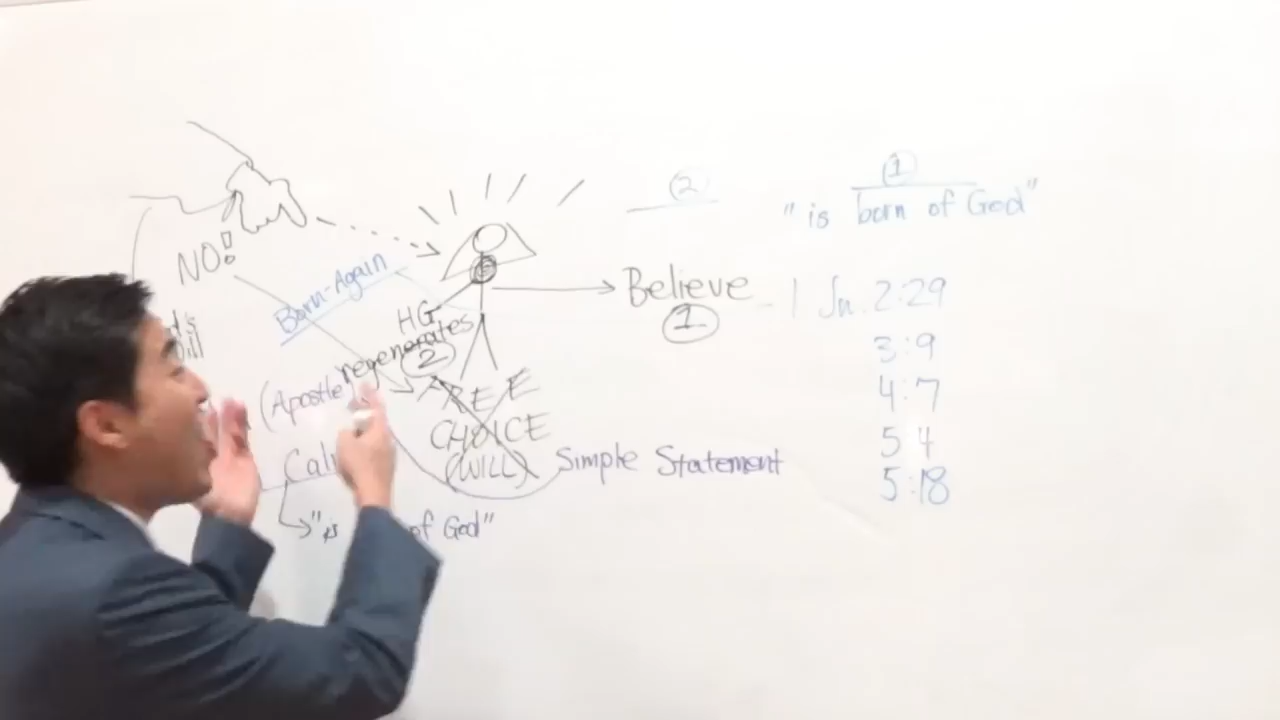 NO!
Born-Again
HG
regenerates
2
(Apostle
FREE
CHOICE
(WILL)
Simple Statement
"is of God"
Believe
1
2
1
"is born of God"
1 Jn. 2:29
3:9
4:7
5 4
5:18